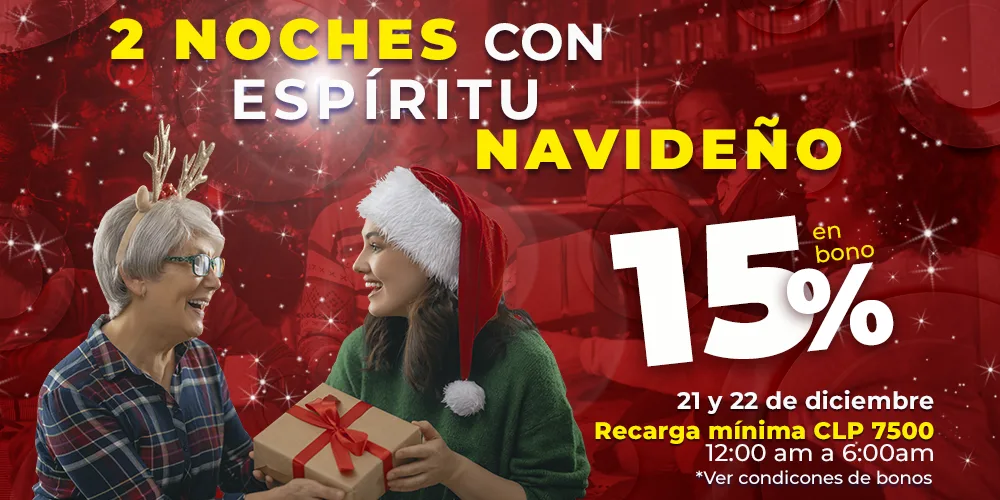 2 NOCHES CON
ESPÍRITU
NAVIDEÑO
15% en bono
21 y 22 de diciembre
Recarga mínima CLP 7500
12:00 am a 6:00am
*Ver condicones de bonos